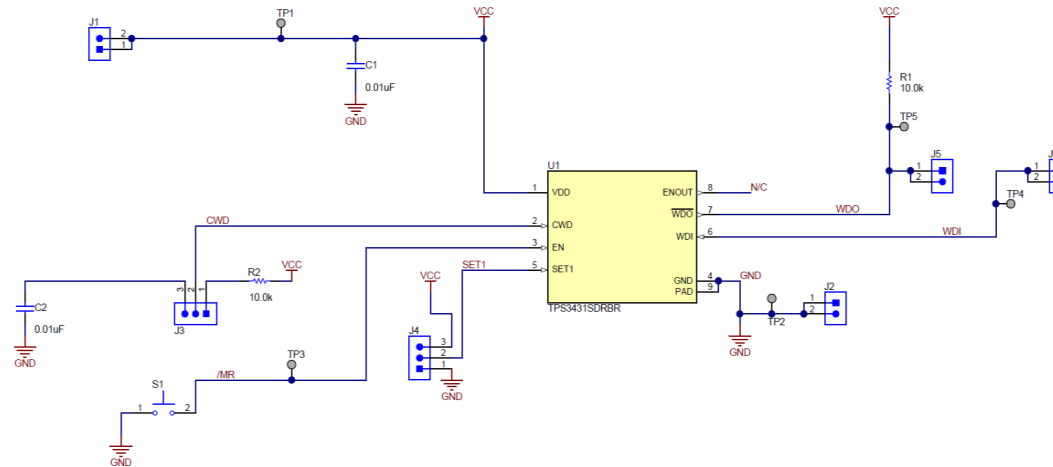 J1
2
1
TP1
VCC
C1
0.01uF
GND
VCC
R1
10.0k
TP5
J5
1
2
1
2
TP4
U1
1
VDD
ENOUT
8
N/C
WDO
7
WDO
CWD
2
CWD
WDI
6
WDI
3
EN
SET1
5
SET1
GND
4
GND
PAD
9
TPS3431SDRBR
VCC
R2
VCC
10.0k
3
2
1
J3
C2
0.01uF
GND
J4
3
2
1
GND
TP2
J2
1
2
GND
TP3
/MR
S1
1
2
GND